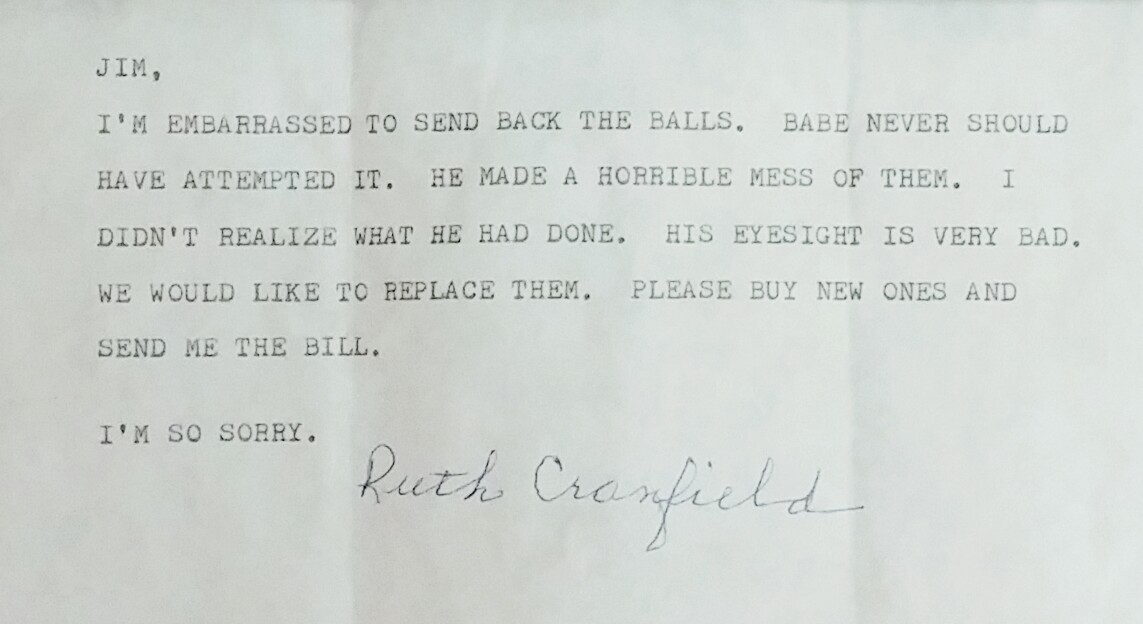 JIM,
I'M EMBARRASSED TO SEND BACK THE BALLS. BABE NEVER SHOULD
HAVE ATTEMPTED IT. HE MADE A HORRIBLE MESS OF THEM. I
DIDN'T REALIZE WHAT HE HAD DONE. HIS EYESIGHT IS VERY BAD.
WE WOULD LIKE TO REPLACE THEM. PLEASE BUY NEW ONES AND
SEND ME THE BILL.
I'M SO SORRY.
Ruth Cranfield